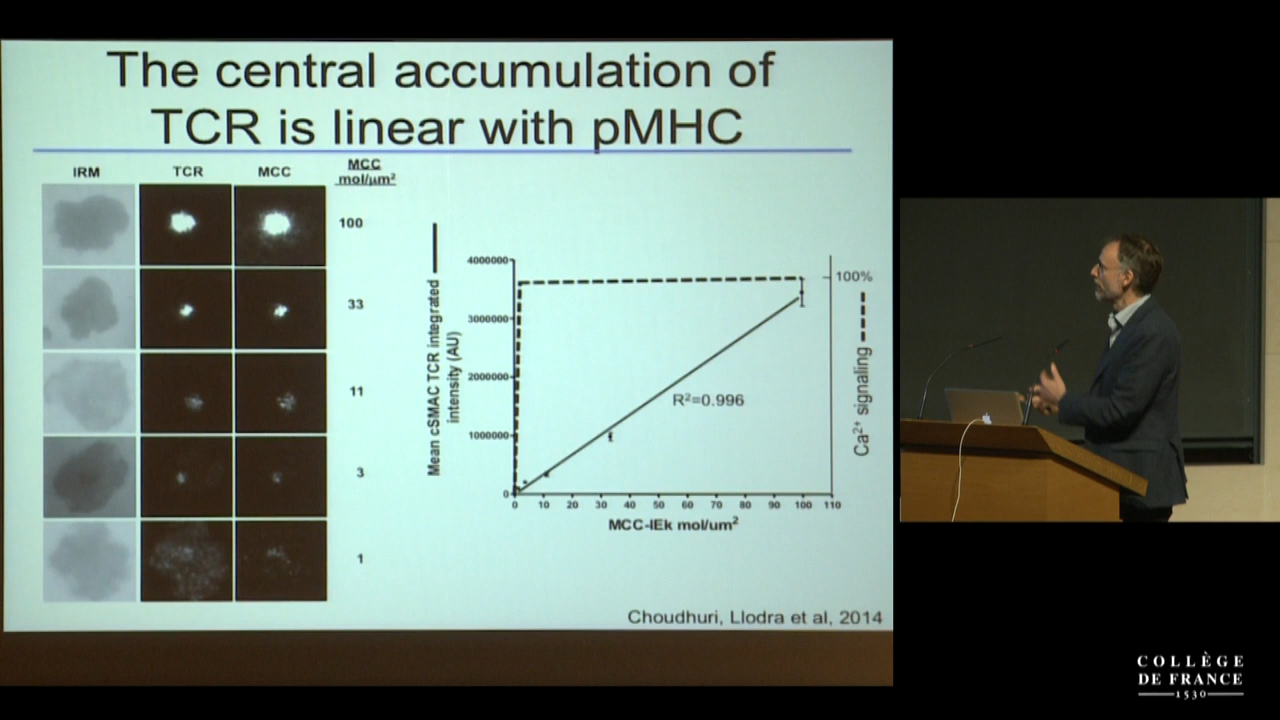 The central accumulation of
TCR is linear with pMHC
IRM TCR MCC MCC
mol/µm²
100
33
11
3
1
Mean cSMAC TCR integrated
intensity (AU)
4000000
3000000
2000000
1000000
0
0 10 20 30 40 50 60 70 80 90 100 110
MCC-IEk mol/um²
R²=0.996
100%
Ca²⁺ signaling
Choudhuri, Llodra et al, 2014
COLLÈGE
DE FRANCE
1530